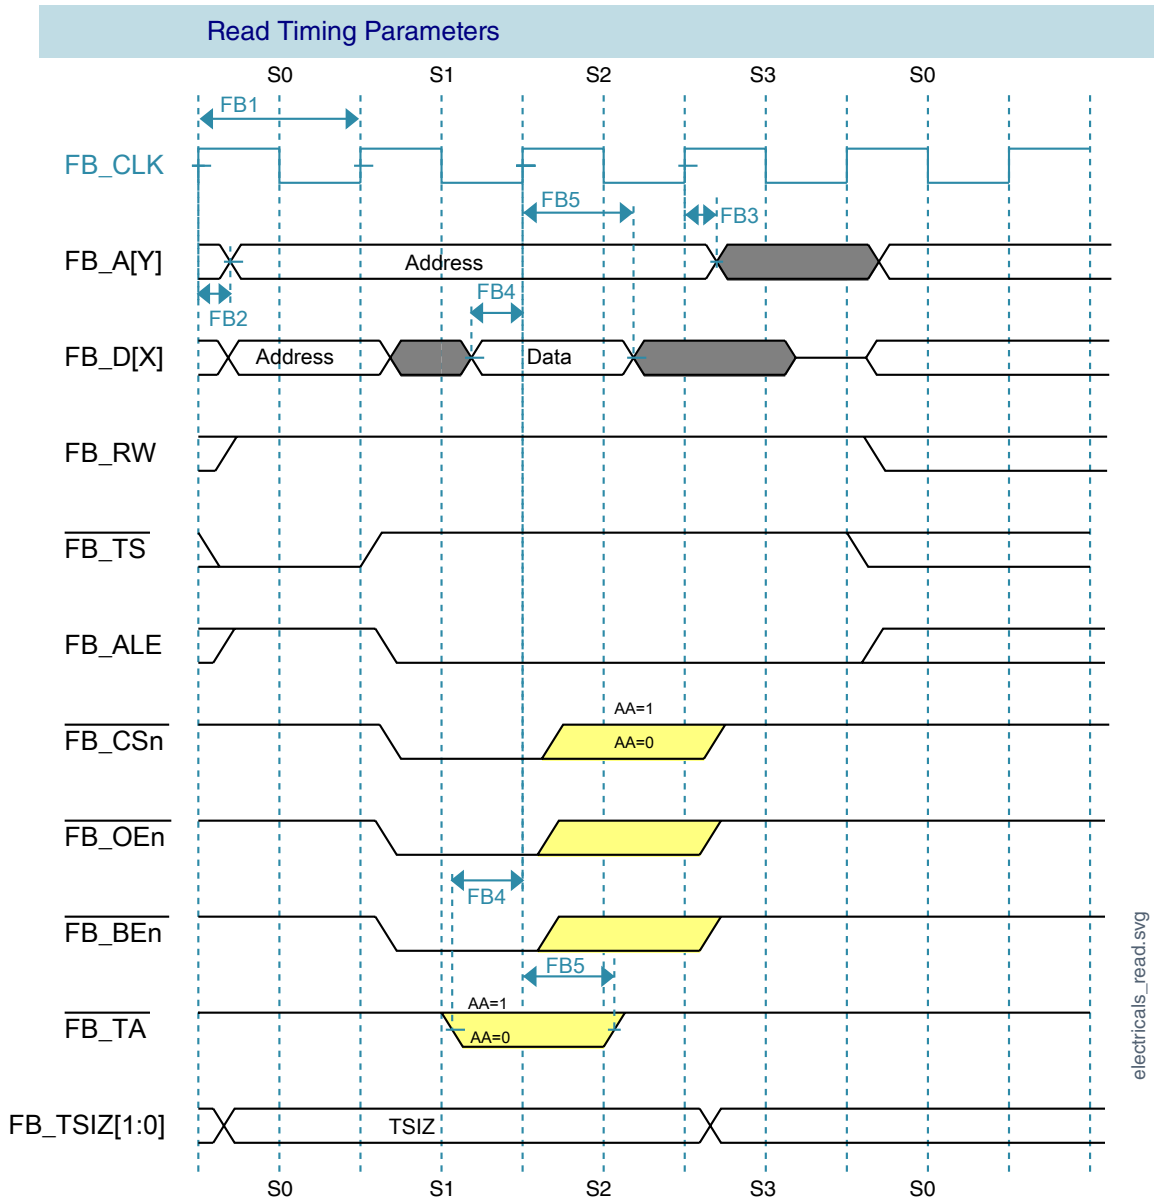 Read Timing Parameters
S0 S1 S2 S3 S0
FB1
FB_CLK
FB5
FB3
FB_A[Y]
Address
FB2
FB4
FB_D[X]
Address
Data
FB_RW
FB_TS
FB_ALE
AA=1
FB_CSn
AA=0
FB_OEn
FB4
FB_BEn
FB5
AA=1
FB_TA
AA=0
FB_TSIZ[1:0]
TSIZ
S0 S1 S2 S3 S0
electricals_read.svg